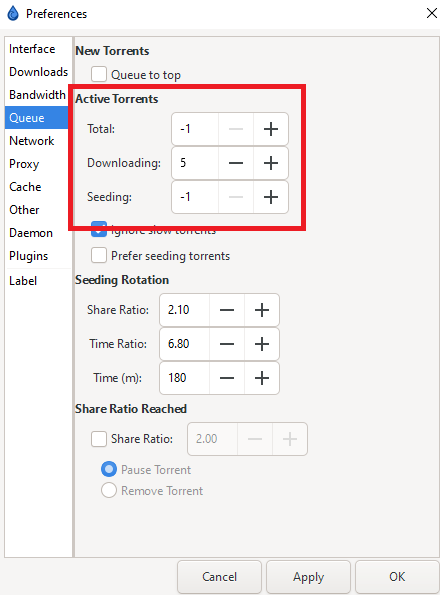 Preferences
Interface
Downloads
Bandwidth
Queue
Network
Proxy
Cache
Other
Daemon
Plugins
Label
New Torrents
Queue to top
Active Torrents
Total: -1
Downloading: 5
Seeding: -1
Ignore slow torrents
Prefer seeding torrents
Seeding Rotation
Share Ratio: 2.10
Time Ratio: 6.80
Time (m): 180
Share Ratio Reached
Share Ratio: 2.00
Pause Torrent
Remove Torrent
Cancel Apply OK